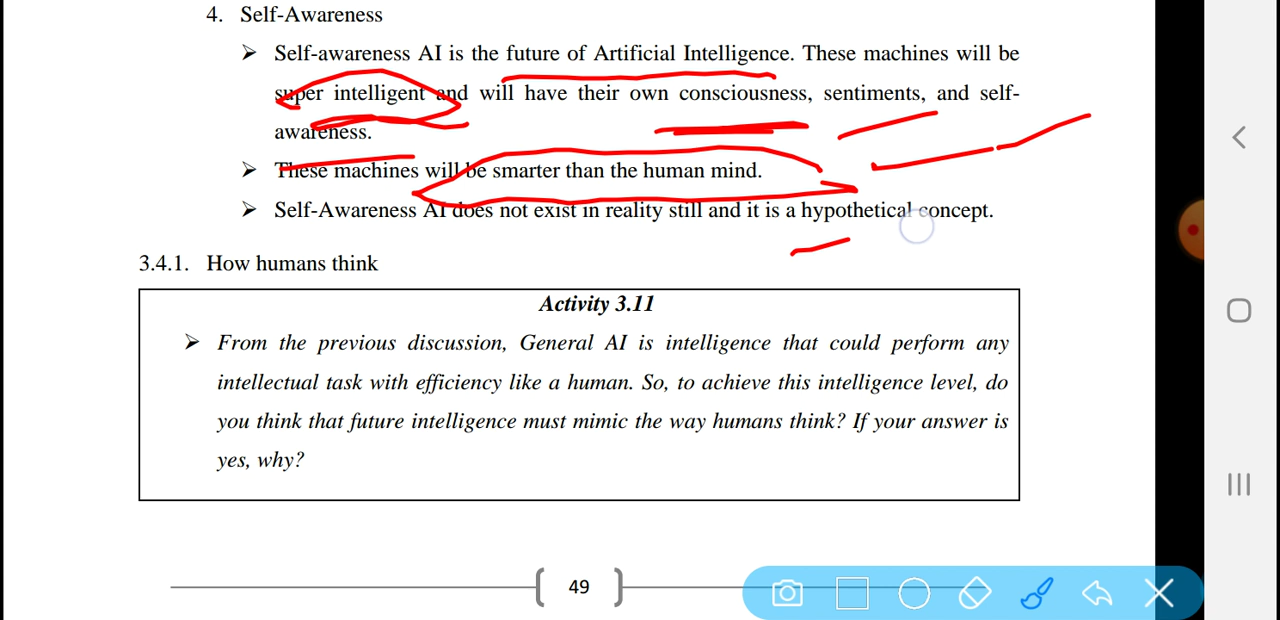 4. Self-Awareness
➢ Self-awareness AI is the future of Artificial Intelligence. These machines will be
super intelligent and will have their own consciousness, sentiments, and self-
awareness.
➢ These machines will be smarter than the human mind.
➢ Self-Awareness AI does not exist in reality still and it is a hypothetical concept.
3.4.1. How humans think
Activity 3.11
➢ From the previous discussion, General AI is intelligence that could perform any
intellectual task with efficiency like a human. So, to achieve this intelligence level, do
you think that future intelligence must mimic the way humans think? If your answer is
yes, why?
49